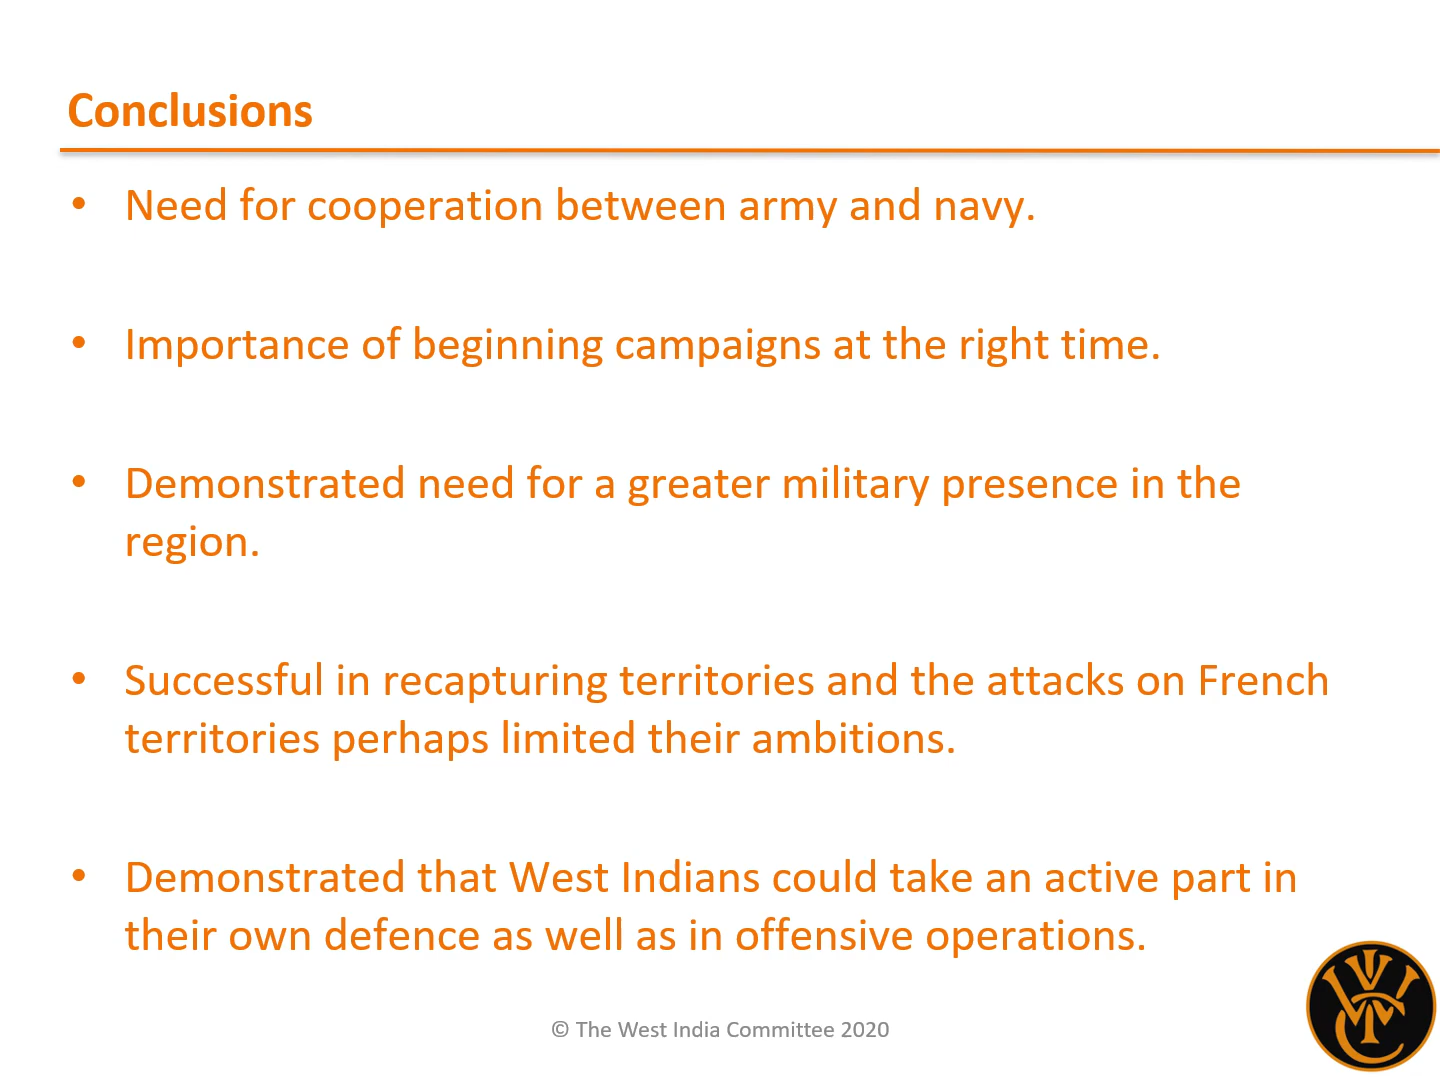 Conclusions
• Need for cooperation between army and navy.
• Importance of beginning campaigns at the right time.
• Demonstrated need for a greater military presence in the
region.
• Successful in recapturing territories and the attacks on French
territories perhaps limited their ambitions.
• Demonstrated that West Indians could take an active part in
their own defence as well as in offensive operations.
© The West India Committee 2020
WIC